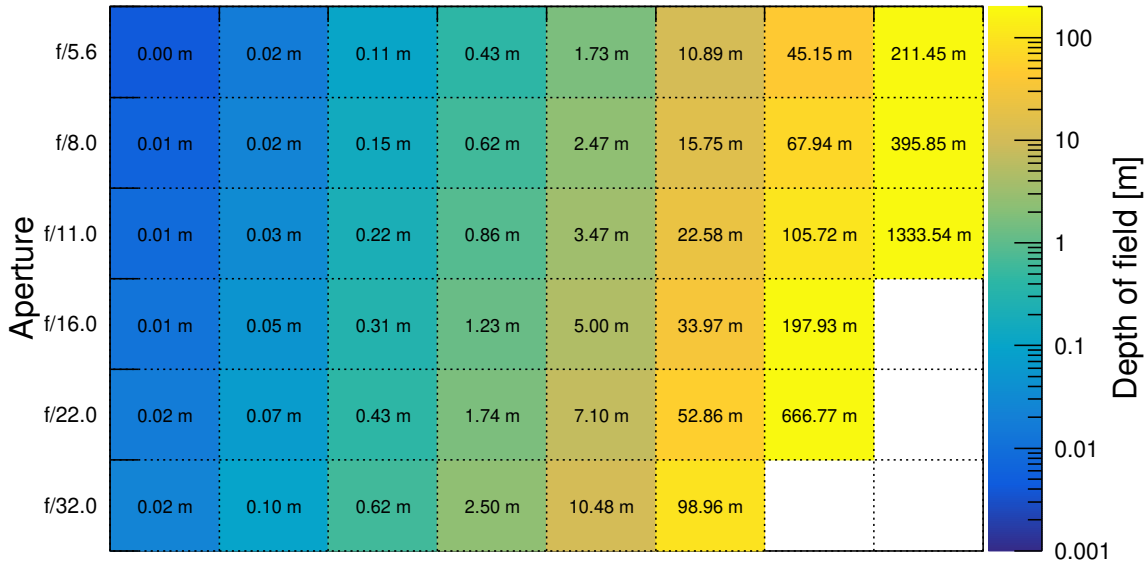 f/5.6 0.00 m 0.02 m 0.11 m 0.43 m 1.73 m 10.89 m 45.15 m 211.45 m
f/8.0 0.01 m 0.02 m 0.15 m 0.62 m 2.47 m 15.75 m 67.94 m 395.85 m
f/11.0 0.01 m 0.03 m 0.22 m 0.86 m 3.47 m 22.58 m 105.72 m 1333.54 m
f/16.0 0.01 m 0.05 m 0.31 m 1.23 m 5.00 m 33.97 m 197.93 m
f/22.0 0.02 m 0.07 m 0.43 m 1.74 m 7.10 m 52.86 m 666.77 m
f/32.0 0.02 m 0.10 m 0.62 m 2.50 m 10.48 m 98.96 m
Aperture
100
10
1
0.1
0.01
0.001
Depth of field [m]